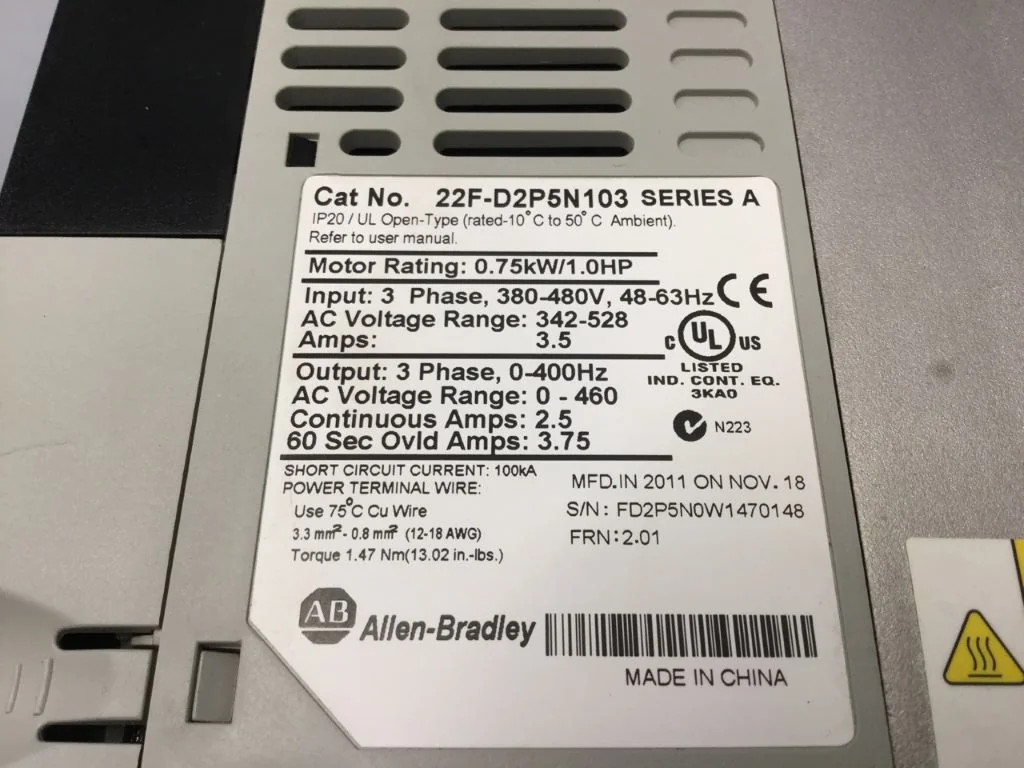 Cat No. 22F-D2P5N103 SERIES A
IP20 / UL Open-Type (rated-10°C to 50°C Ambient).
Refer to user manual.
Motor Rating: 0.75kW/1.0HP
Input: 3 Phase, 380-480V, 48-63Hz
CE
AC Voltage Range: 342-528
Amps: 3.5
C UL US
LISTED
IND. CONT. EQ.
3KA0
Output: 3 Phase, 0-400Hz
AC Voltage Range: 0 - 460
Continuous Amps: 2.5
60 Sec Ovld Amps: 3.75
N223
SHORT CIRCUIT CURRENT: 100kA
POWER TERMINAL WIRE:
Use 75°C Cu Wire
3.3 mm² - 0.8 mm² (12-18 AWG)
Torque 1.47 Nm(13.02 in.-lbs.)
MFD.IN 2011 ON NOV. 18
S/N: FD2P5N0W1470148
FRN:2.01
AB Allen-Bradley
MADE IN CHINA